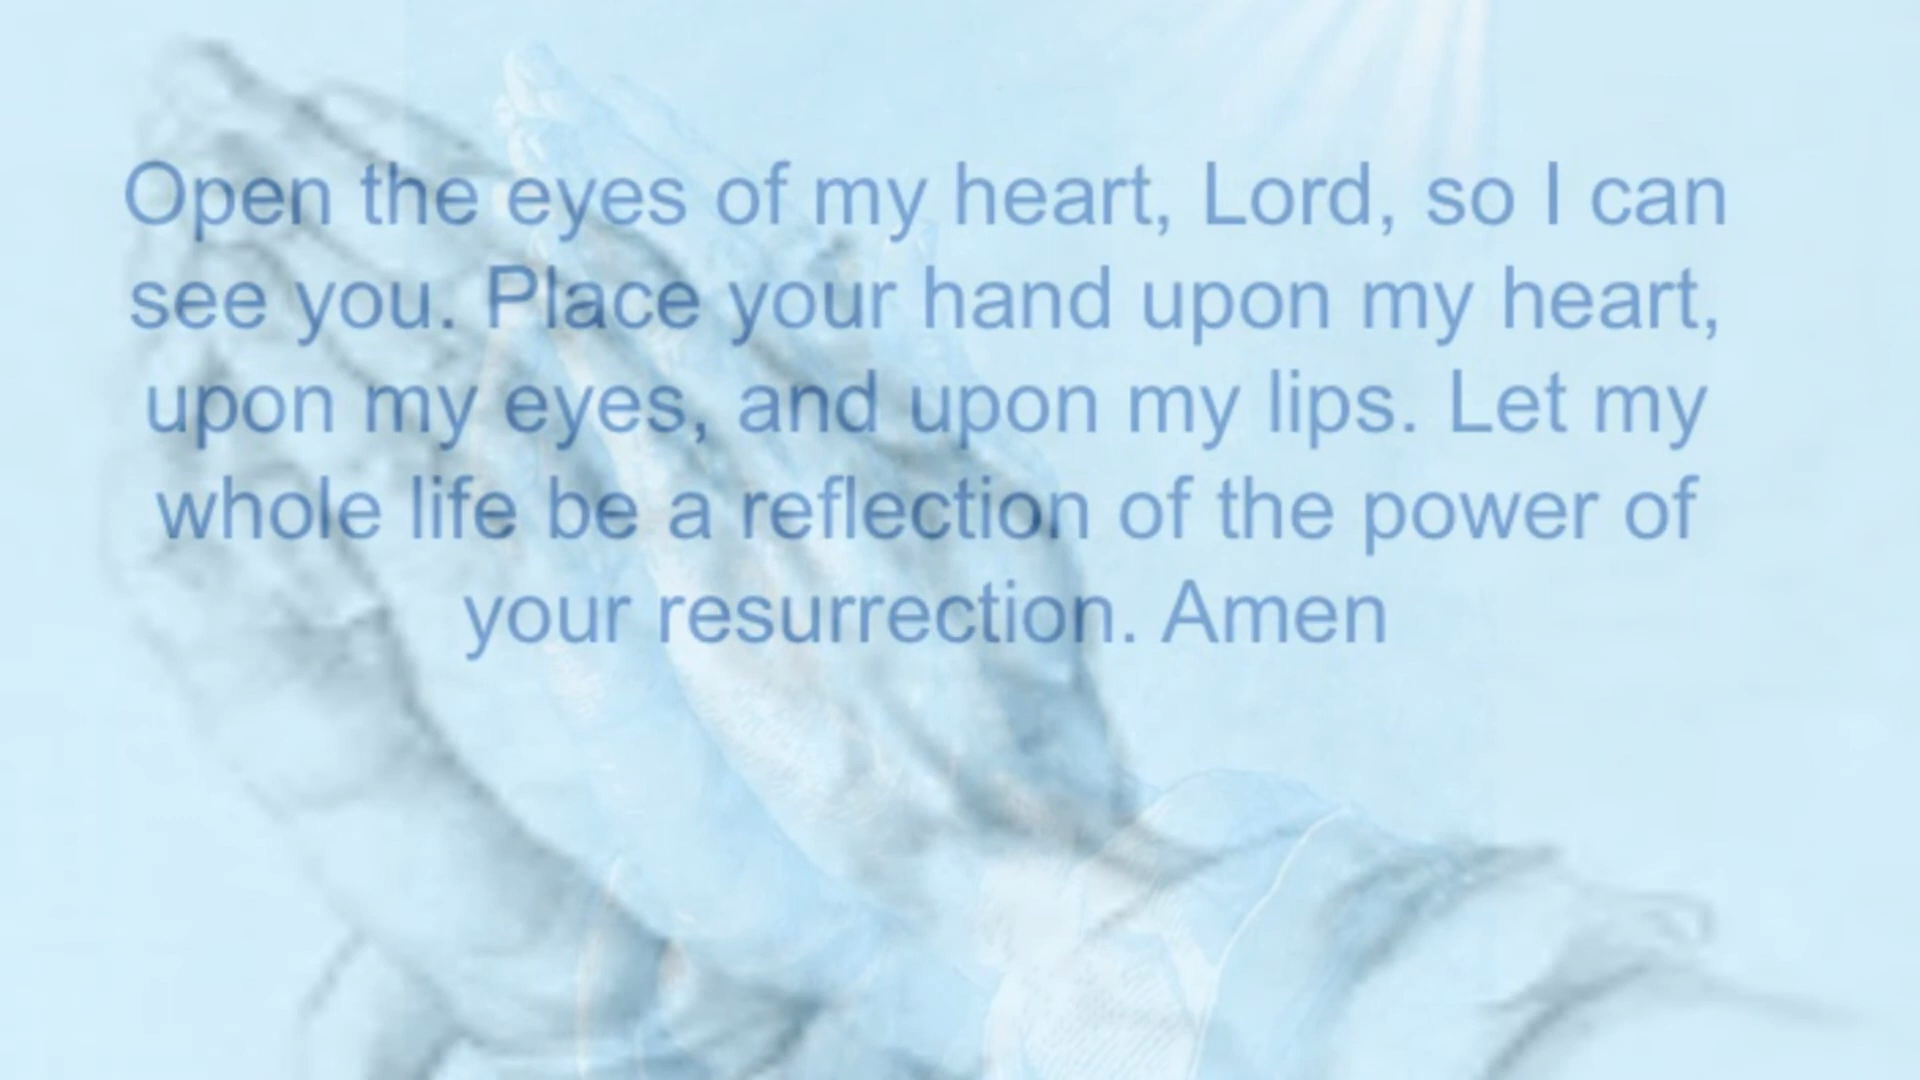 Open the eyes of my heart, Lord, so I can
see you. Place your hand upon my heart,
upon my eyes, and upon my lips. Let my
whole life be a reflection of the power of
your resurrection. Amen